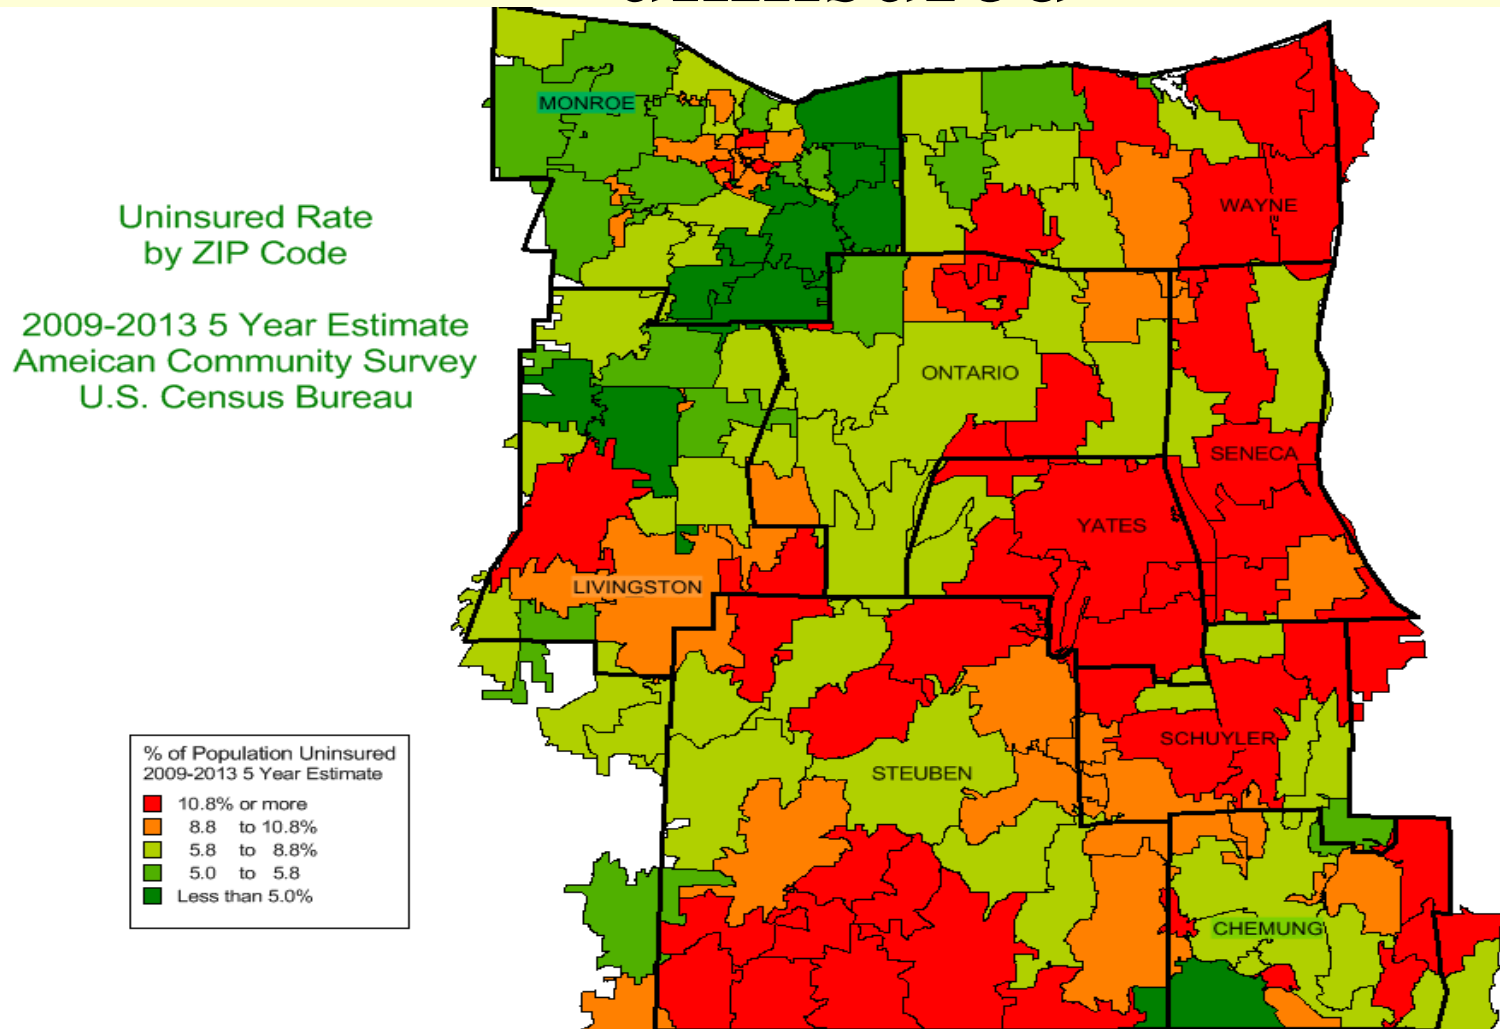 MONROE
WAYNE
Uninsured Rate
by ZIP Code
2009-2013 5 Year Estimate
Ameican Community Survey
U.S. Census Bureau
ONTARIO
SENECA
YATES
LIVINGSTON
SCHUYLER
STEUBEN
CHEMUNG
% of Population Uninsured
2009-2013 5 Year Estimate
10.8% or more
8.8 to 10.8%
5.8 to 8.8%
5.0 to 5.8
Less than 5.0%